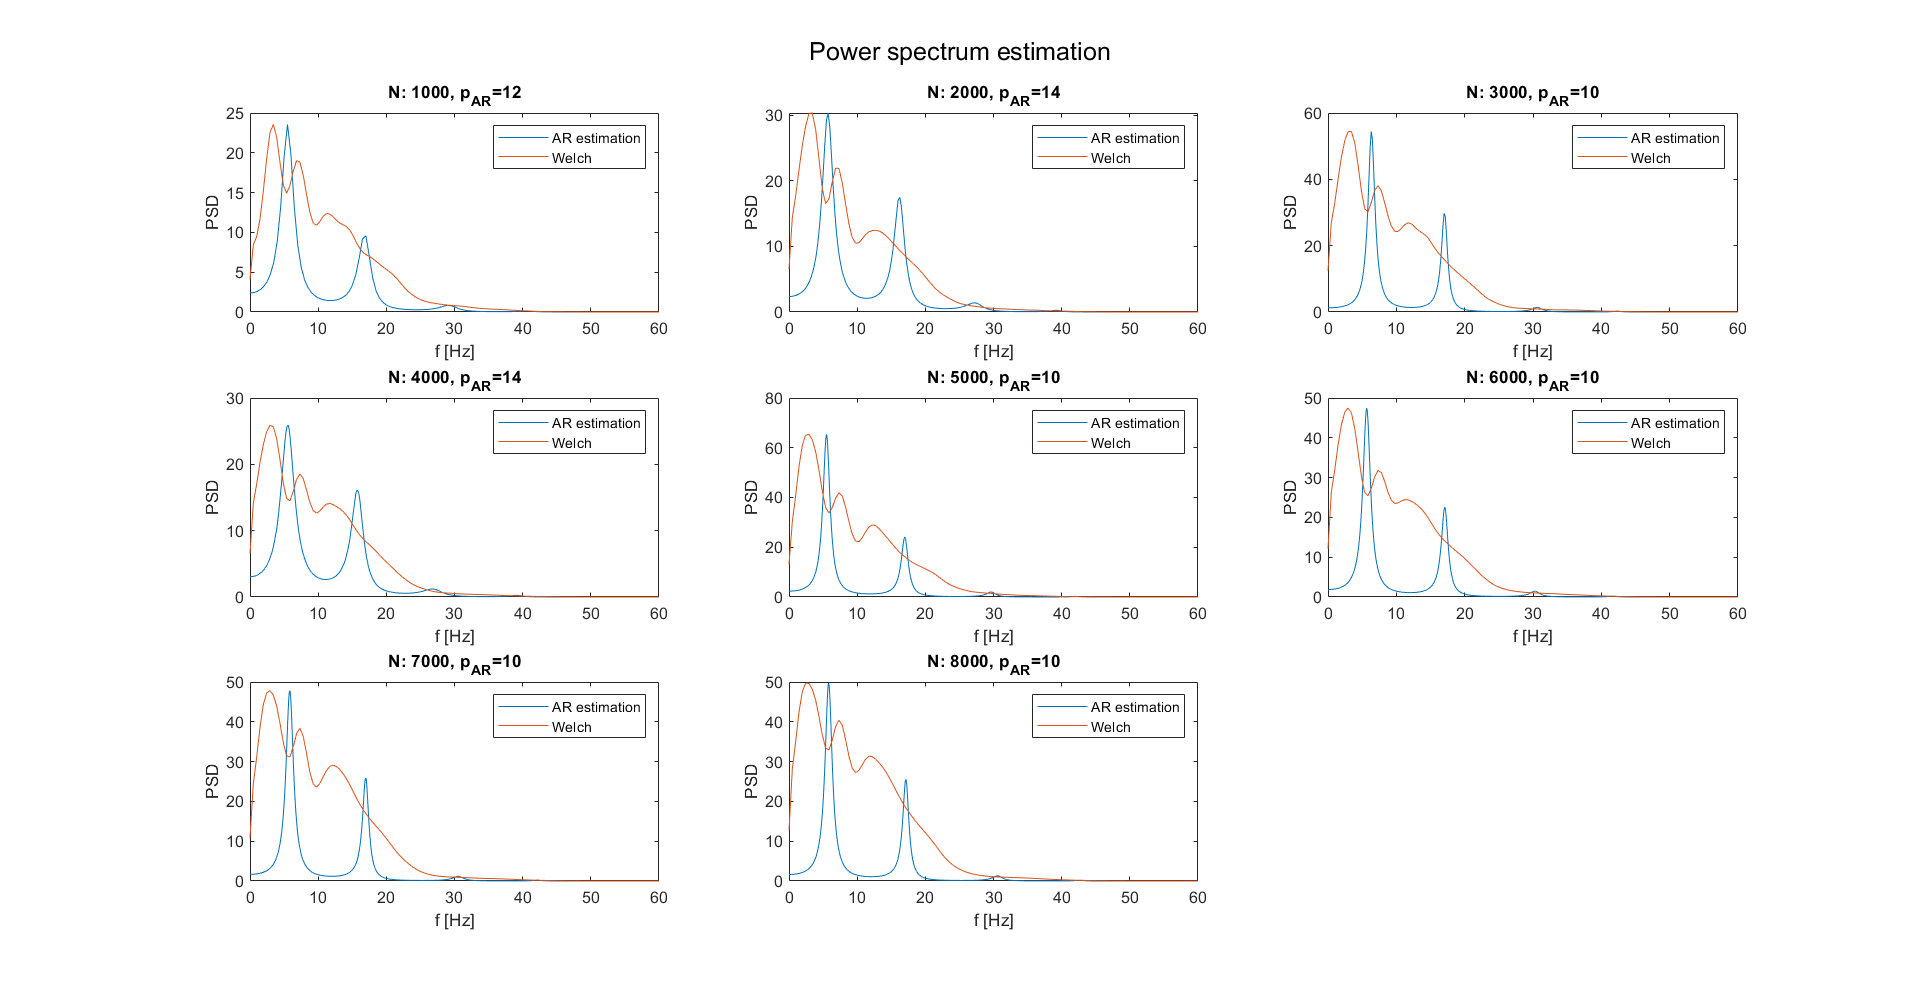 Power spectrum estimation
N: 1000, pAR=12
25
20
15
10
5
0
PSD
AR estimation
Welch
0 10 20 30 40 50 60
f [Hz]
N: 2000, pAR=14
30
20
10
0
PSD
AR estimation
Welch
0 10 20 30 40 50 60
f [Hz]
N: 3000, pAR=10
60
40
20
0
PSD
AR estimation
Welch
0 10 20 30 40 50 60
f [Hz]
N: 4000, pAR=14
30
20
10
0
PSD
AR estimation
Welch
0 10 20 30 40 50 60
f [Hz]
N: 5000, pAR=10
80
60
40
20
0
PSD
AR estimation
Welch
0 10 20 30 40 50 60
f [Hz]
N: 6000, pAR=10
50
40
30
20
10
0
PSD
AR estimation
Welch
0 10 20 30 40 50 60
f [Hz]
N: 7000, pAR=10
50
40
30
20
10
0
PSD
AR estimation
Welch
0 10 20 30 40 50 60
f [Hz]
N: 8000, pAR=10
50
40
30
20
10
0
PSD
AR estimation
Welch
0 10 20 30 40 50 60
f [Hz]